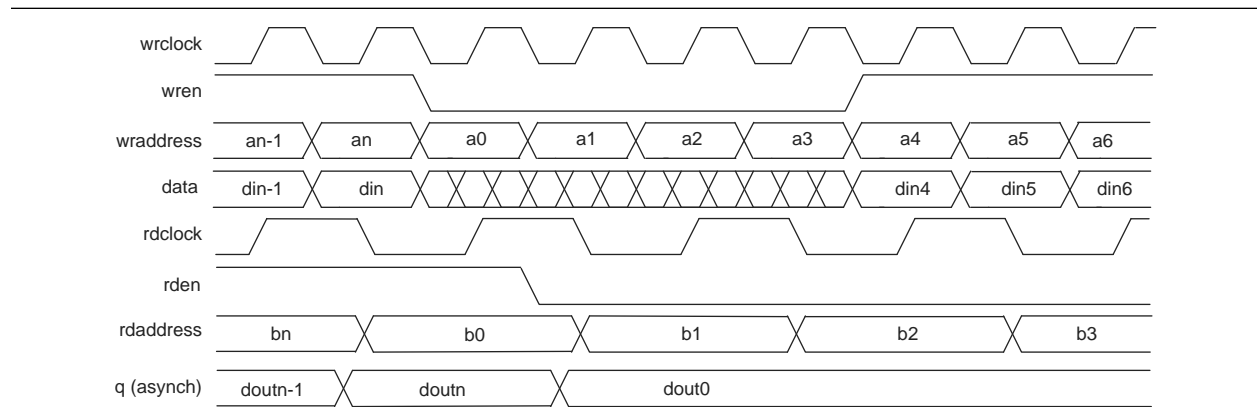 wrclock
wren
wraddress an-1 an a0 a1 a2 a3 a4 a5 a6
data din-1 din din4 din5 din6
rdclock
rden
rdaddress bn b0 b1 b2 b3
q (asynch) doutn-1 doutn dout0